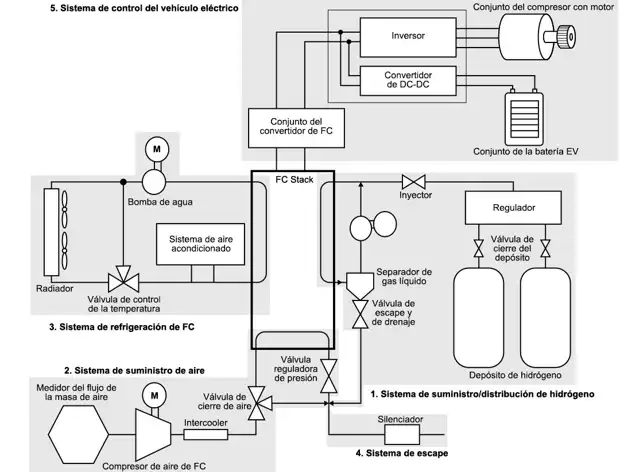 5. Sistema de control del vehículo eléctrico
Conjunto del compresor con motor
Inversor
Convertidor
de DC-DC
Conjunto del
convertidor de FC
Conjunto de la batería EV
M
FC Stack
Bomba de agua
Inyector
Regulador
Sistema de aire
acondicionado
Válvula de
cierre del
depósito
Radiador
Válvula de control
de la temperatura
Separador de
gas líquido
Válvula de
escape y
de drenaje
3. Sistema de refrigeración de FC
Depósito de hidrógeno
2. Sistema de suministro de aire
Válvula
reguladora
de presión
1. Sistema de suministro/distribución de hidrógeno
Medidor del flujo de
la masa de aire
M
Válvula de
cierre de aire
Intercooler
Silenciador
Compresor de aire de FC
4. Sistema de escape